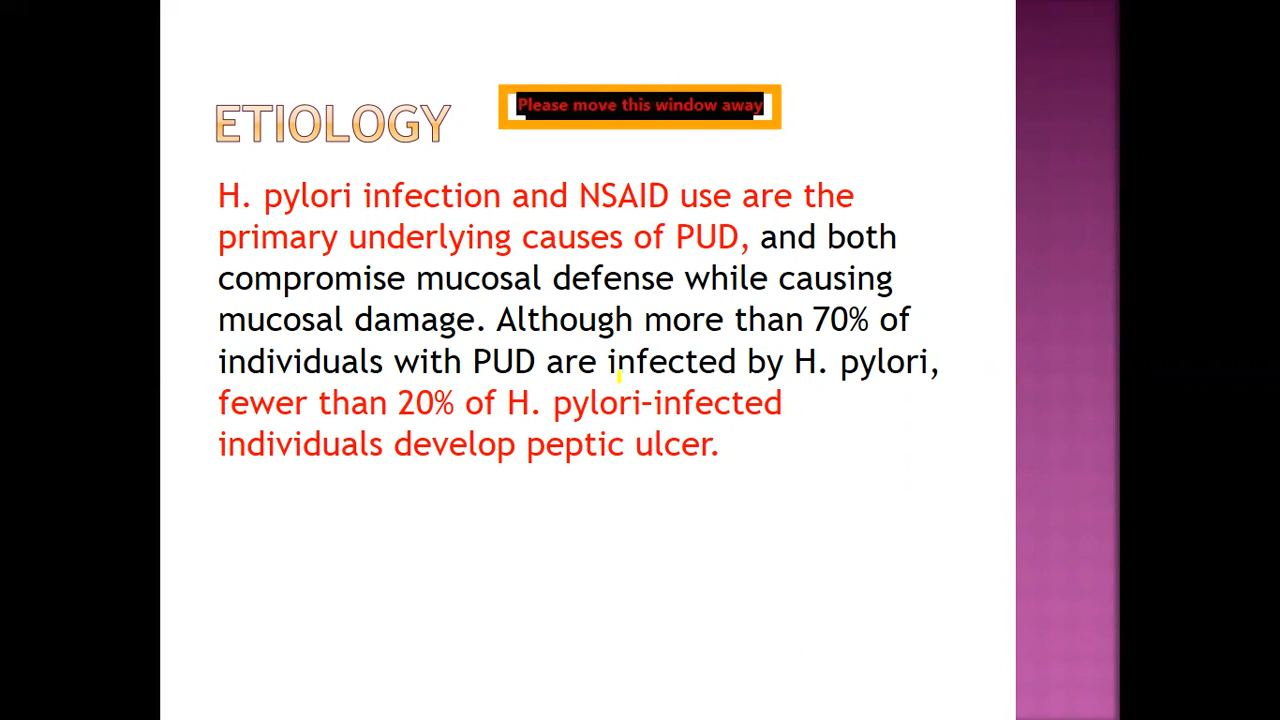 ETIOLOGY
Please move this window away
H. pylori infection and NSAID use are the
primary underlying causes of PUD, and both
compromise mucosal defense while causing
mucosal damage. Although more than 70% of
individuals with PUD are infected by H. pylori,
fewer than 20% of H. pylori-infected
individuals develop peptic ulcer.